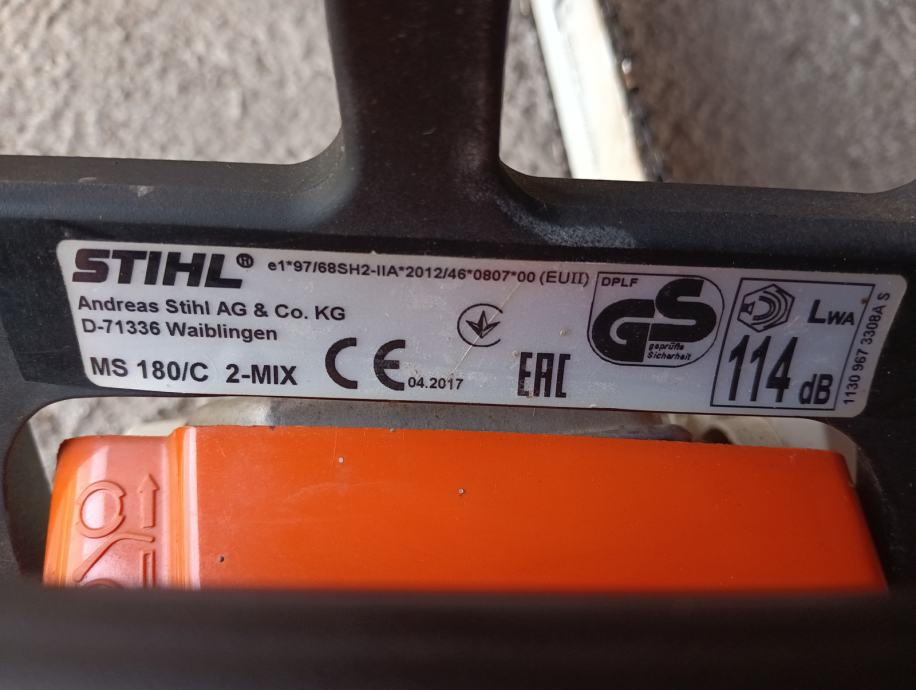 STIHL® e1*97/68SH2-IIA*2012/46*0807*00 (EUII)
Andreas Stihl AG & Co. KG
D-71336 Waiblingen
MS 180/C 2-MIX
CE 04.2017
EAC
DPLF
GS
geprüfte
Sicherheit
LWA
114 dB
1130 967 3308A S